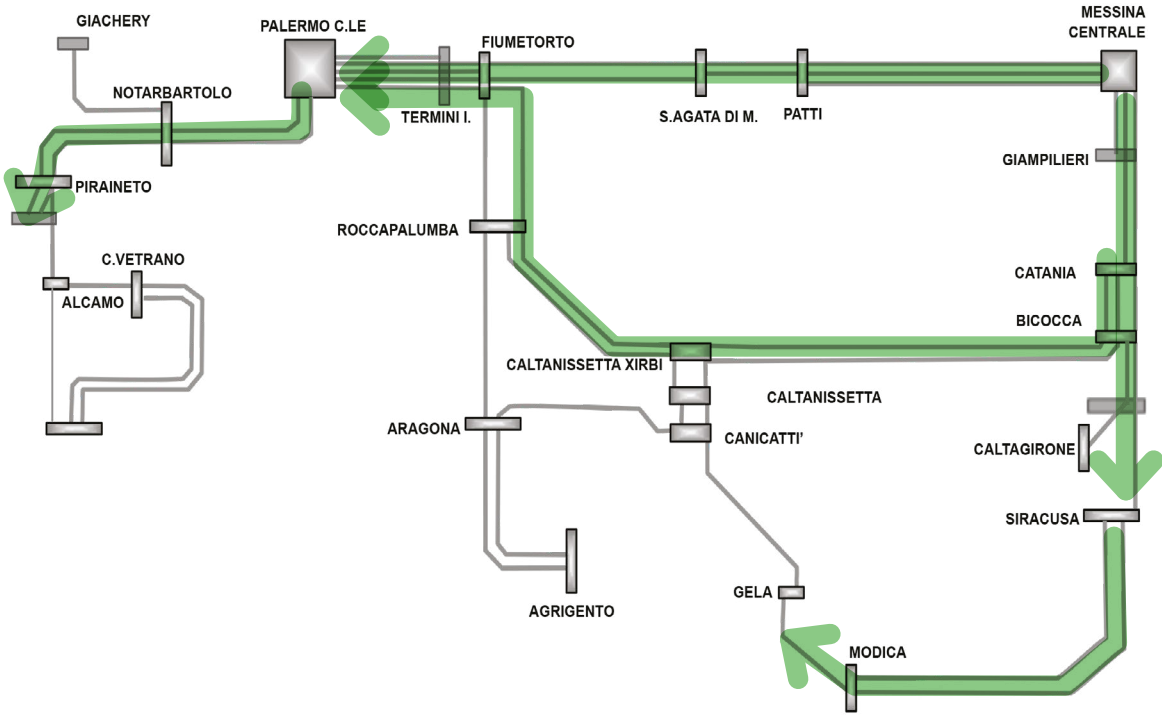 GIACHERY
PALERMO C.LE
FIUMETORTO
MESSINA
CENTRALE
NOTARBARTOLO
TERMINI I.
S.AGATA DI M.
PATTI
GIAMPILIERI
PIRAINETO
ROCCAPALUMBA
C.VETRANO
CATANIA
ALCAMO
BICOCCA
CALTANISSETTA XIRBI
CALTANISSETTA
ARAGONA
CANICATTI'
CALTAGIRONE
SIRACUSA
GELA
AGRIGENTO
MODICA